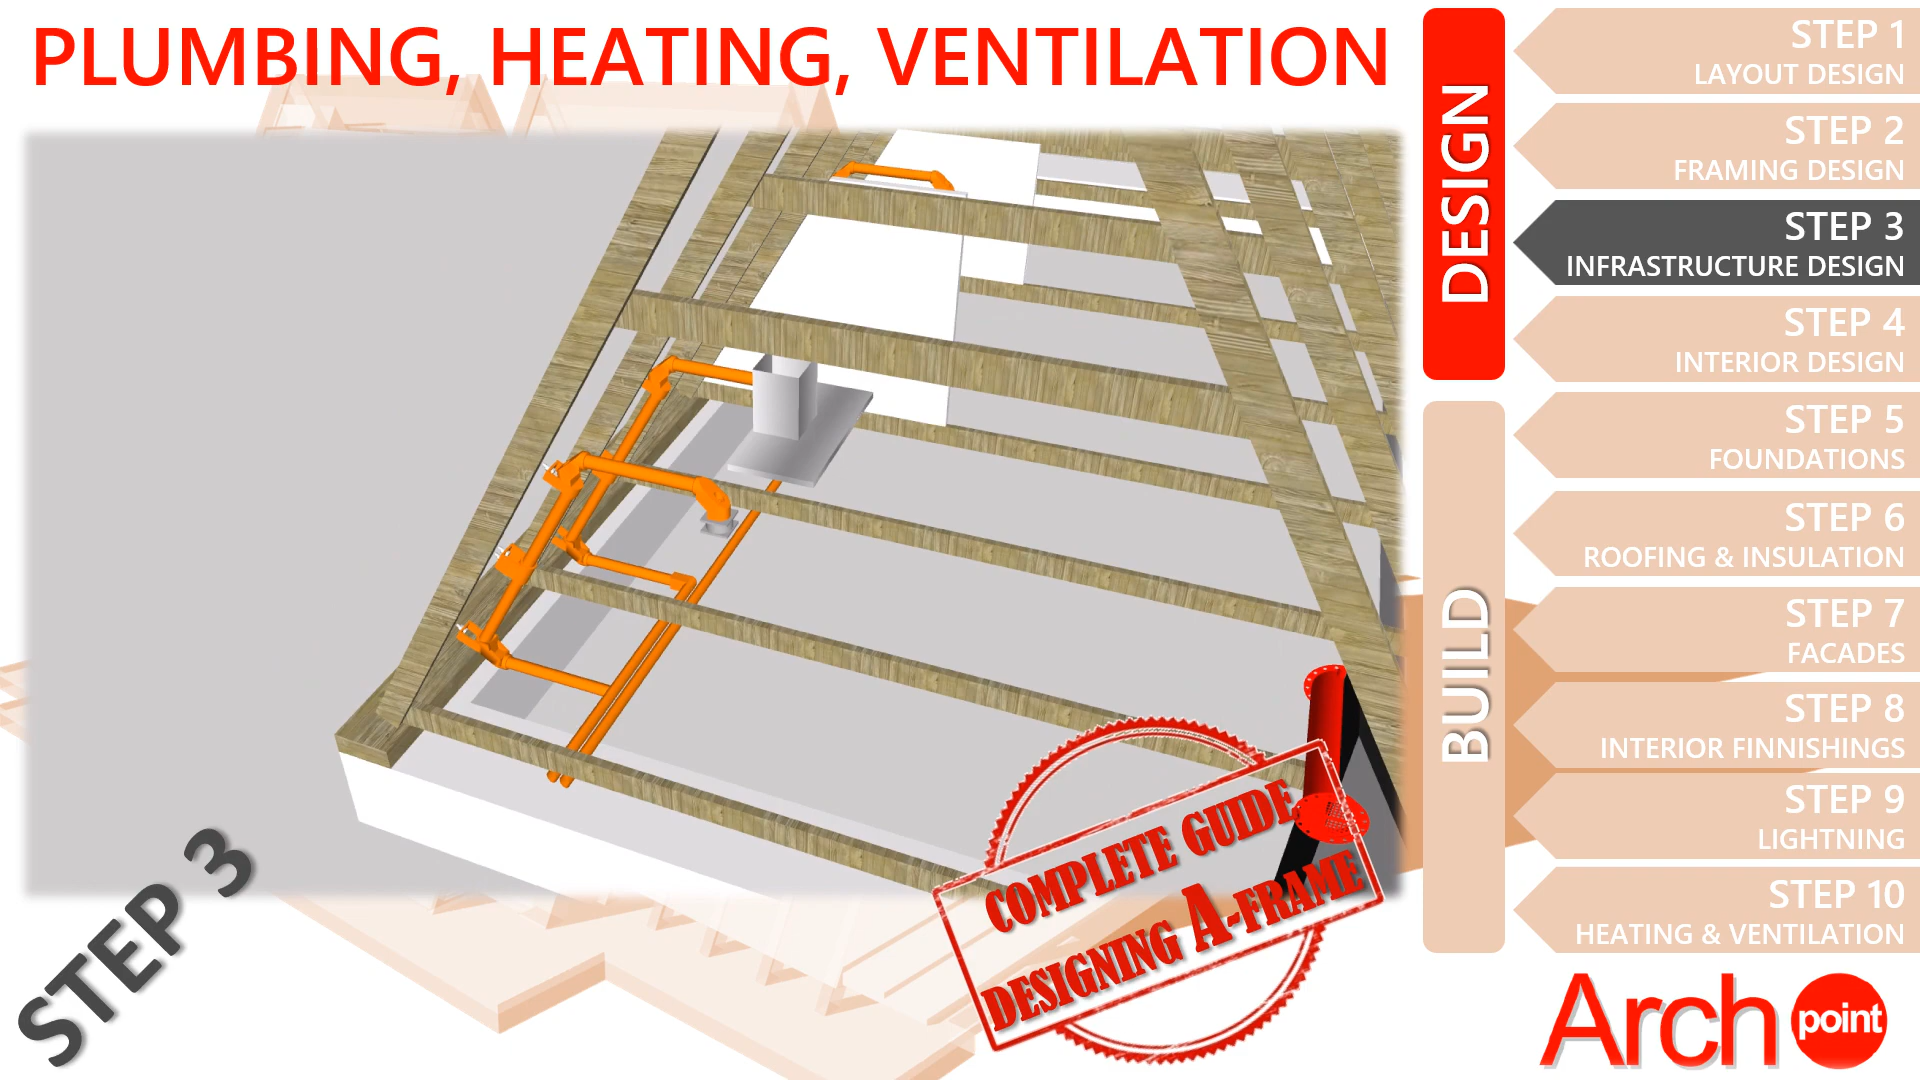 PLUMBING, HEATING, VENTILATION
DESIGN
STEP 1
LAYOUT DESIGN
STEP 2
FRAMING DESIGN
STEP 3
INFRASTRUCTURE DESIGN
STEP 4
INTERIOR DESIGN
BUILD
STEP 5
FOUNDATIONS
STEP 6
ROOFING & INSULATION
STEP 7
FACADES
STEP 8
INTERIOR FINNISHINGS
STEP 9
LIGHTNING
STEP 10
HEATING & VENTILATION
STEP 3
COMPLETE GUIDE
DESIGNING A-FRAME
Arch point